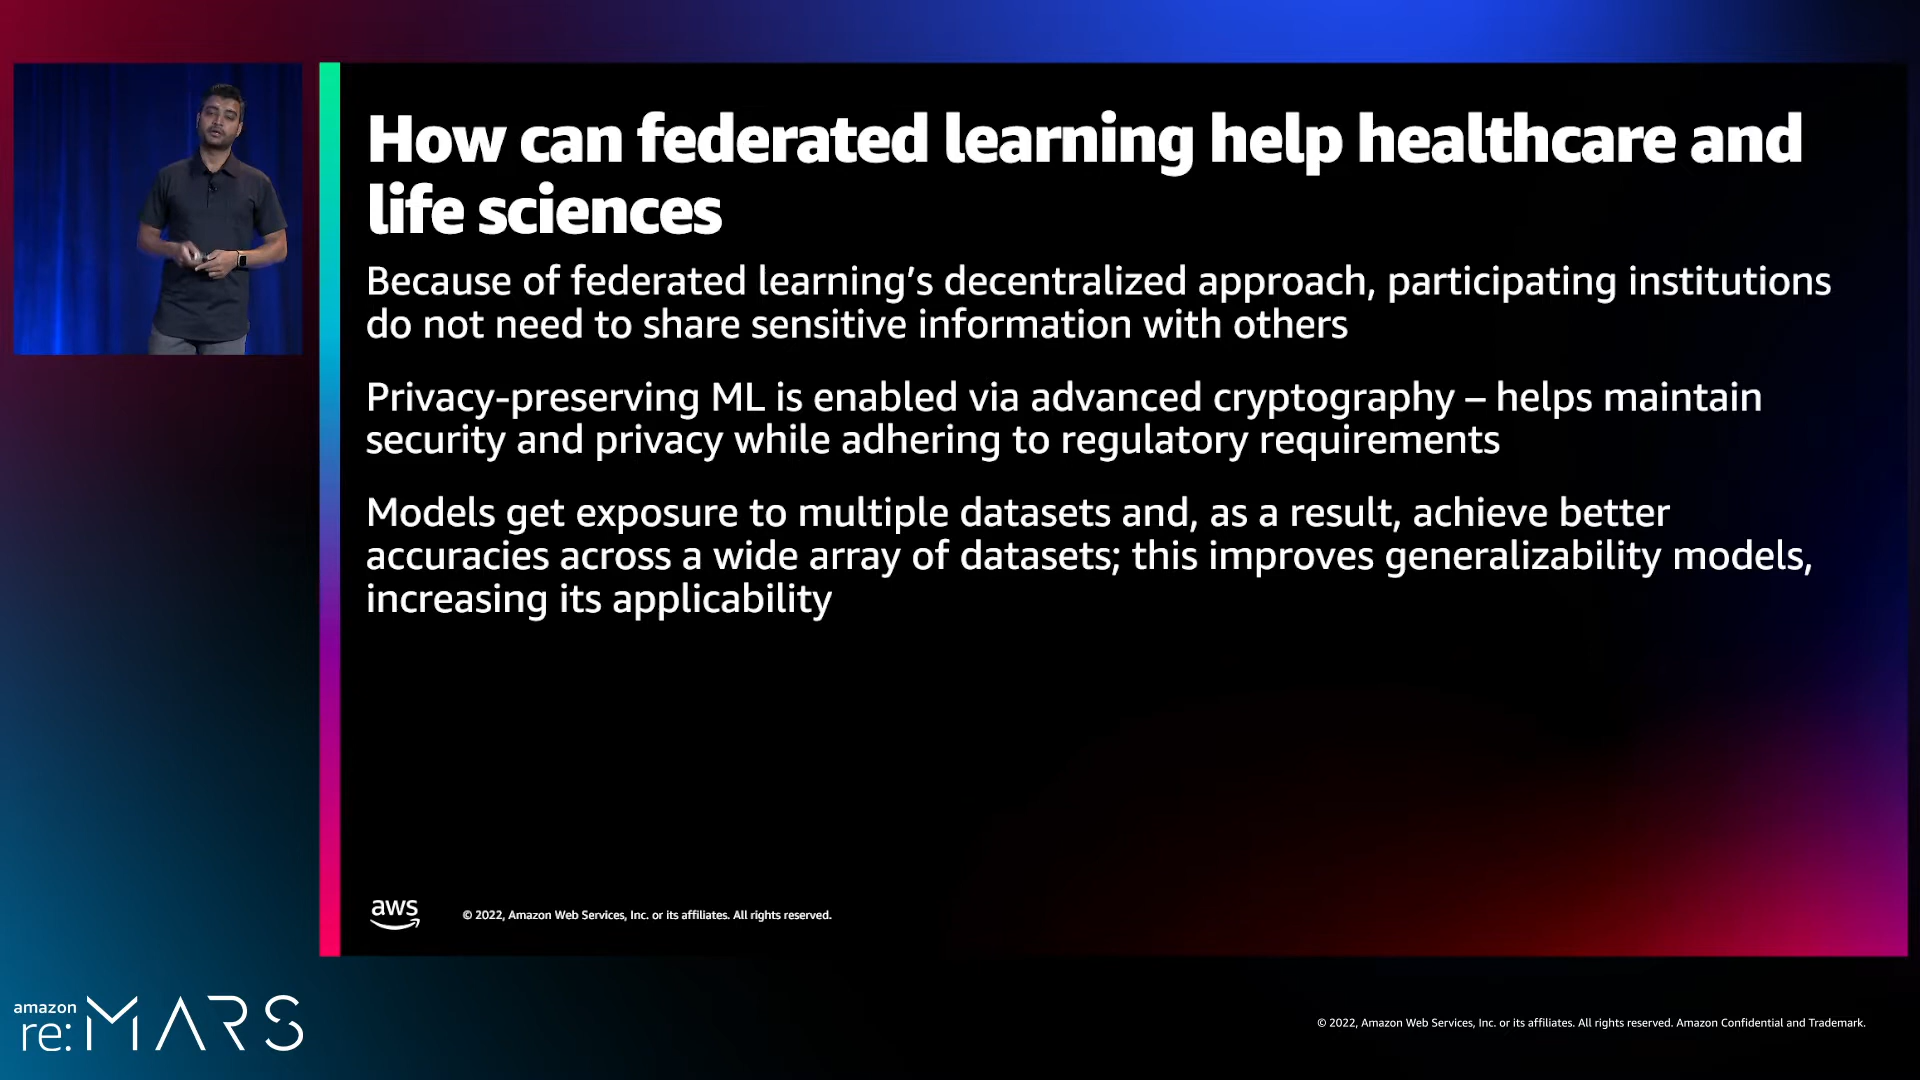 How can federated learning help healthcare and
life sciences
Because of federated learning’s decentralized approach, participating institutions
do not need to share sensitive information with others
Privacy-preserving ML is enabled via advanced cryptography – helps maintain
security and privacy while adhering to regulatory requirements
Models get exposure to multiple datasets and, as a result, achieve better
accuracies across a wide array of datasets; this improves generalizability models,
increasing its applicability
aws
© 2022, Amazon Web Services, Inc. or its affiliates. All rights reserved.
amazon
re:MARS
© 2022, Amazon Web Services, Inc. or its affiliates. All rights reserved. Amazon Confidential and Trademark.